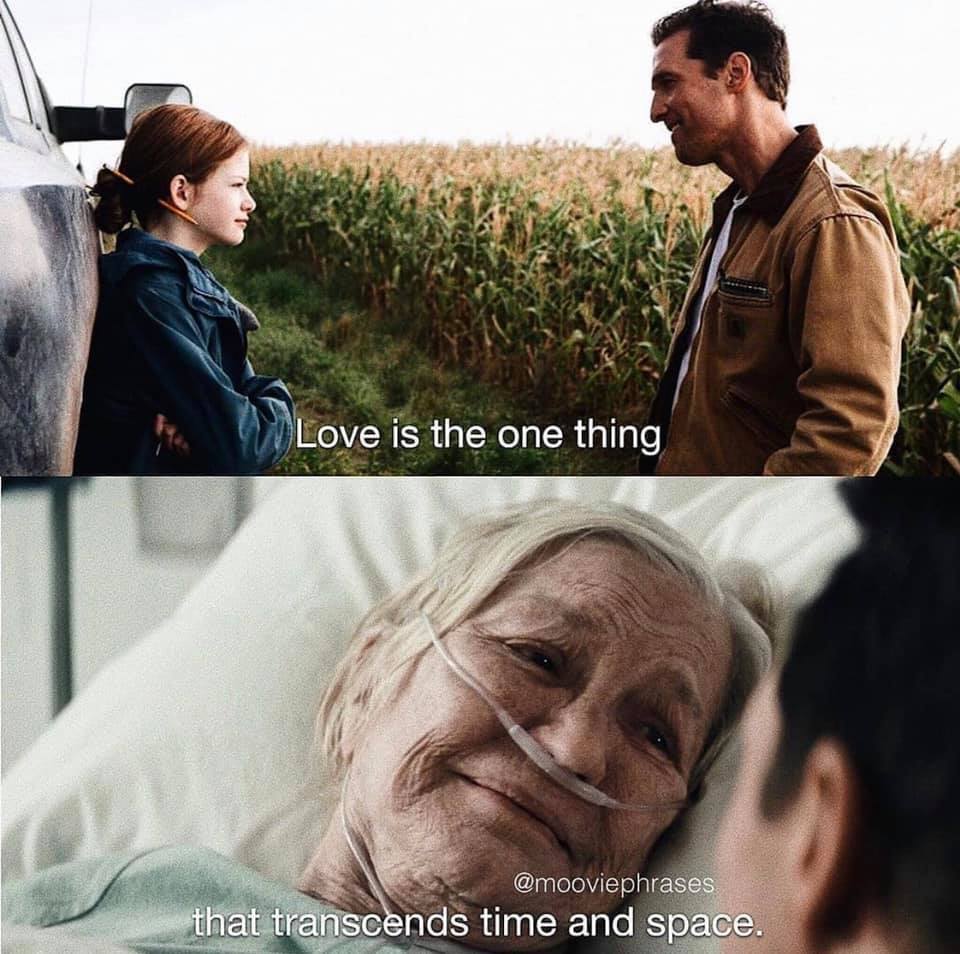 Love is the one thing
@mooviephrases
that transcends time and space.